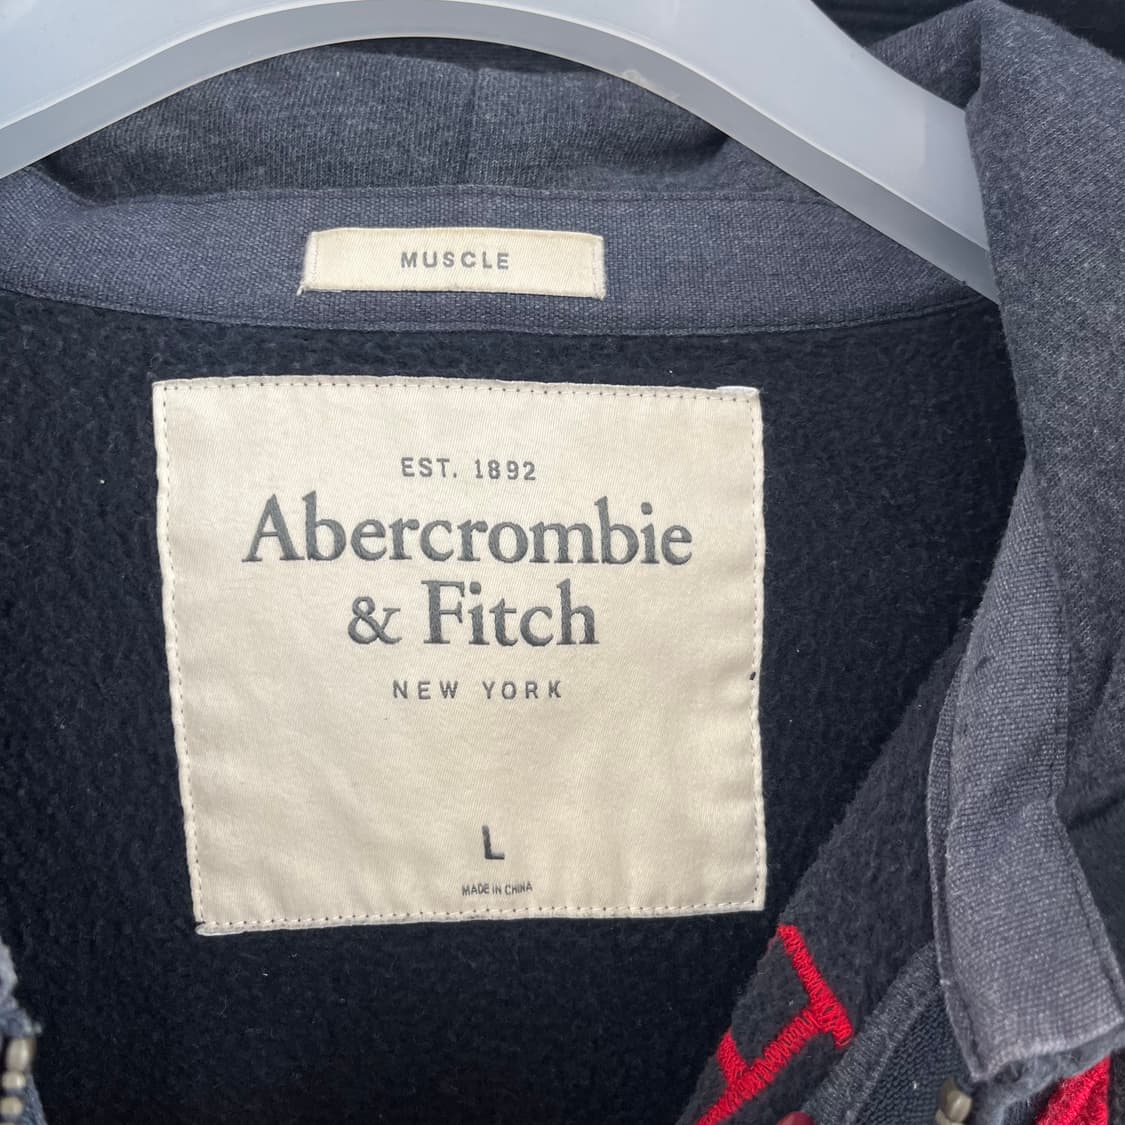 MUSCLE
EST. 1892
Abercrombie
& Fitch
NEW YORK
L
MADE IN CHINA